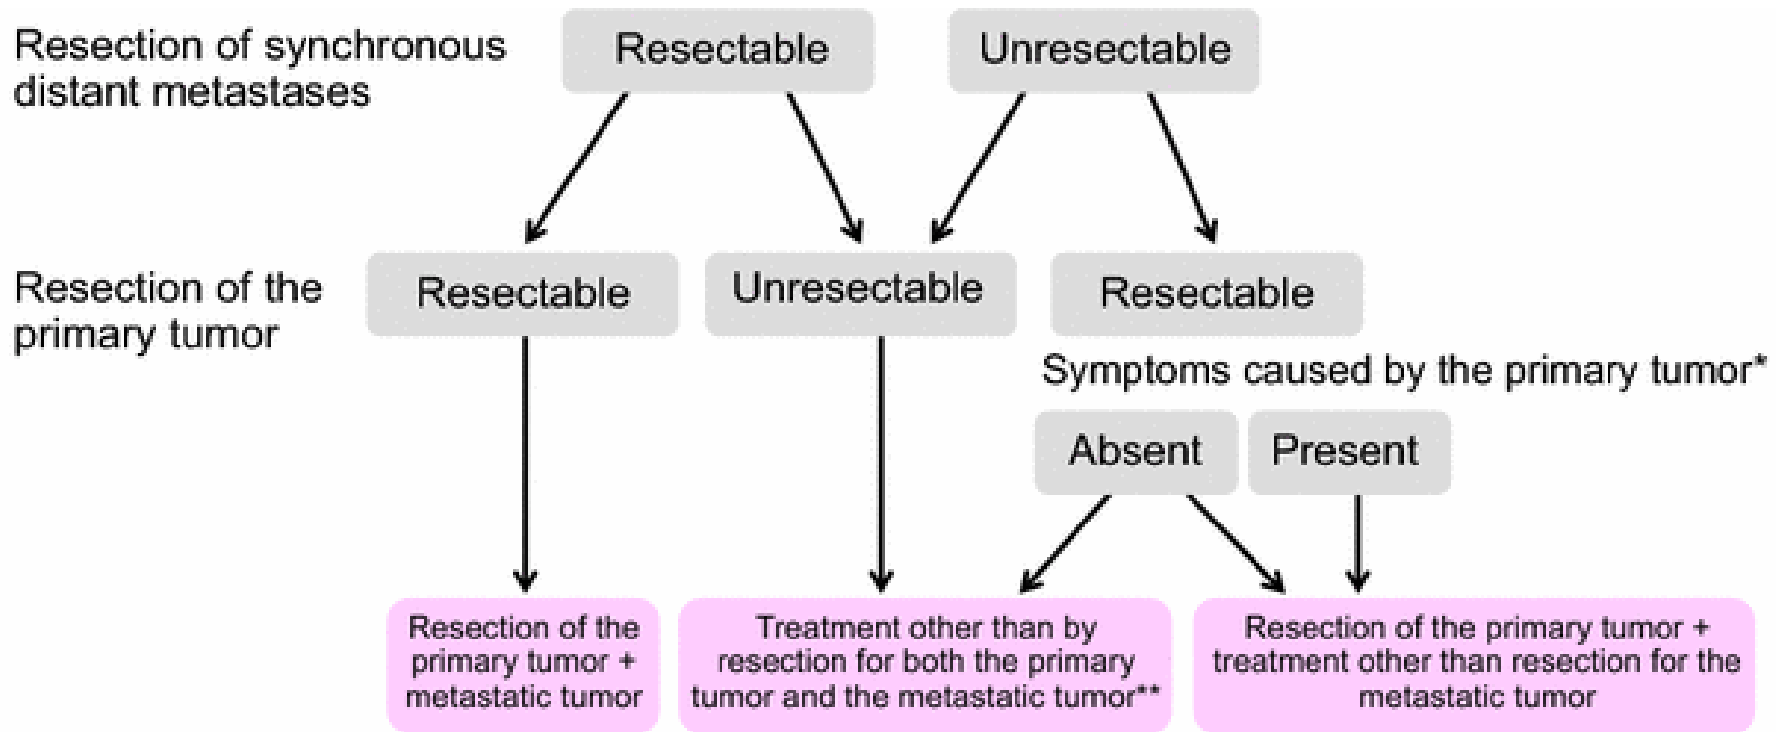 Resection of synchronous
distant metastases
Resectable
Unresectable
Resection of the
primary tumor
Resectable
Unresectable
Resectable
Symptoms caused by the primary tumor*
Absent
Present
Resection of the
primary tumor +
metastatic tumor
Treatment other than by
resection for both the primary
tumor and the metastatic tumor**
Resection of the primary tumor +
treatment other than resection for the
metastatic tumor